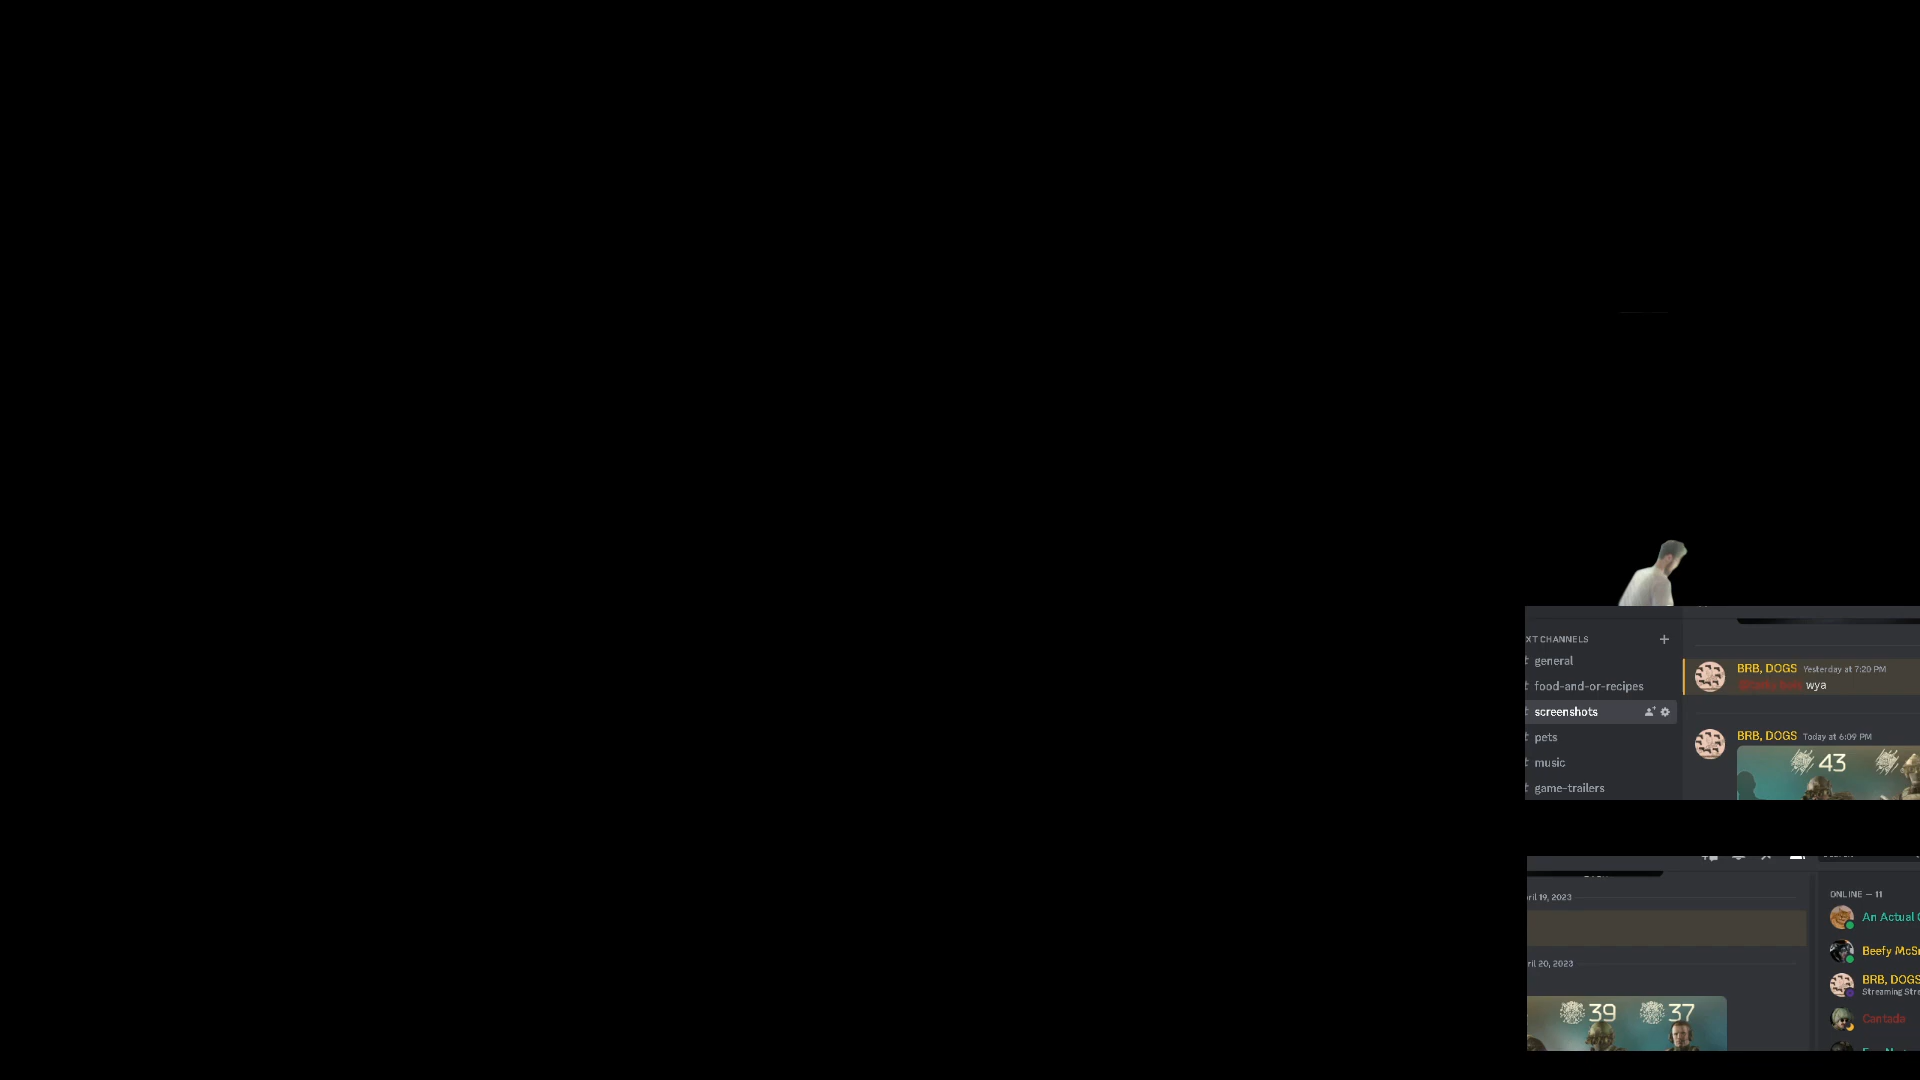 XT CHANNELS
general
food-and-or-recipes
screenshots
pets
music
game-trailers
BRB, DOGS Yesterday at 7:20 PM
wya
BRB, DOGS Today at 6:09 PM
43
ril 19, 2023
ril 20, 2023
39 37
ONLINE — 11
An Actual
Beefy
BRB, DOGS
Streaming
Cantada